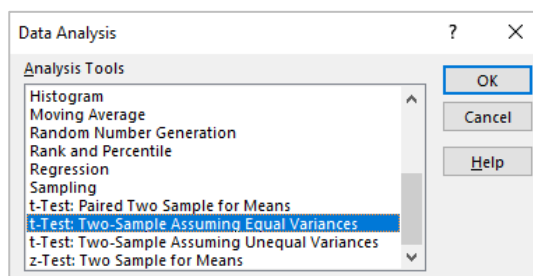 Data Analysis ? ×
Analysis Tools
Histogram
Moving Average
Random Number Generation
Rank and Percentile
Regression
Sampling
t-Test: Paired Two Sample for Means
t-Test: Two-Sample Assuming Equal Variances
t-Test: Two-Sample Assuming Unequal Variances
z-Test: Two Sample for Means
OK
Cancel
Help